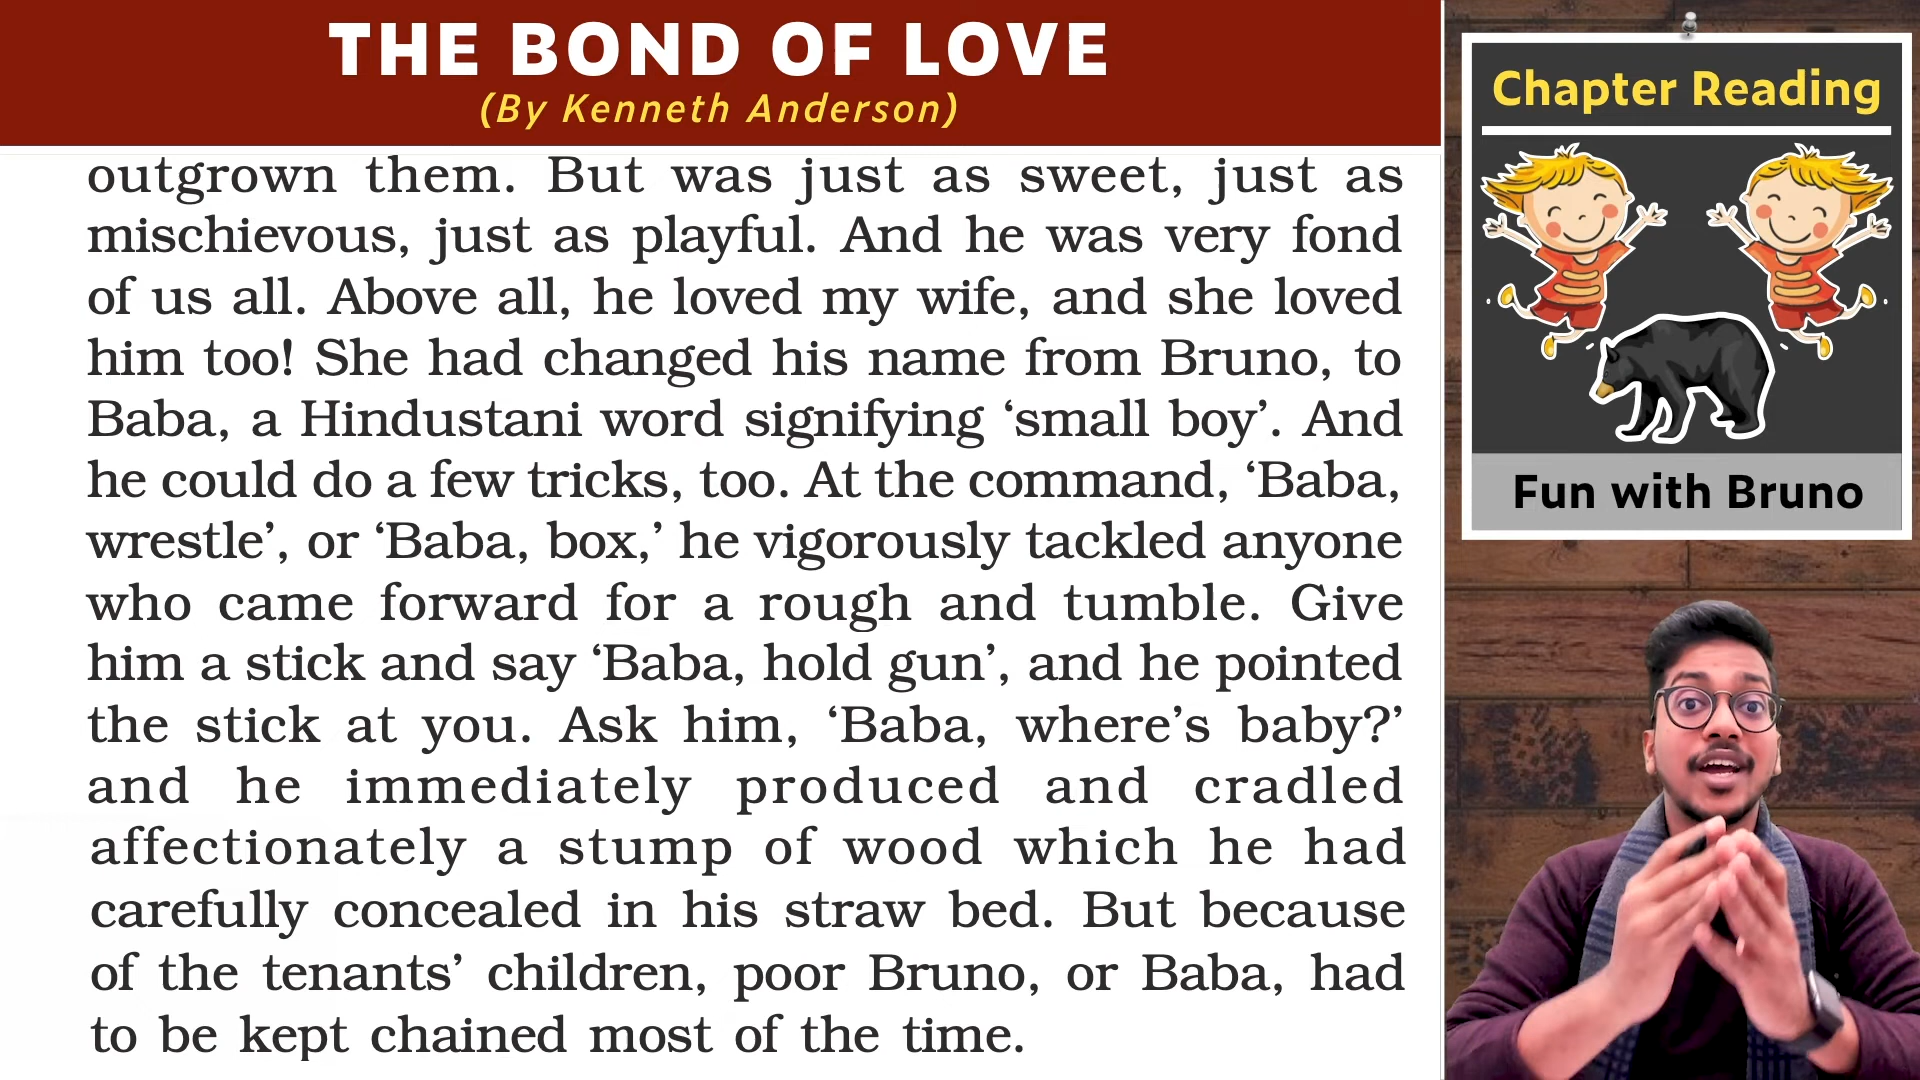 THE BOND OF LOVE
(By Kenneth Anderson)
outgrown them. But was just as sweet, just as
mischievous, just as playful. And he was very fond
of us all. Above all, he loved my wife, and she loved
him too! She had changed his name from Bruno, to
Baba, a Hindustani word signifying ‘small boy’. And
he could do a few tricks, too. At the command, ‘Baba,
wrestle’, or ‘Baba, box,’ he vigorously tackled anyone
who came forward for a rough and tumble. Give
him a stick and say ‘Baba, hold gun’, and he pointed
the stick at you. Ask him, ‘Baba, where’s baby?’
and he immediately produced and cradled
affectionately a stump of wood which he had
carefully concealed in his straw bed. But because
of the tenants’ children, poor Bruno, or Baba, had
to be kept chained most of the time.
Chapter Reading
Fun with Bruno